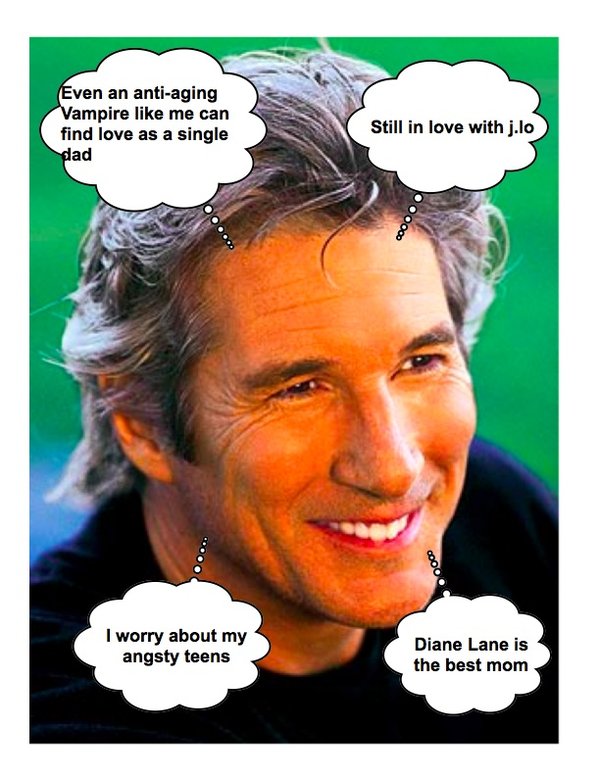 Even an anti-aging
Vampire like me can
find love as a single
dad
Still in love with j.lo
I worry about my
angsty teens
Diane Lane is
the best mom